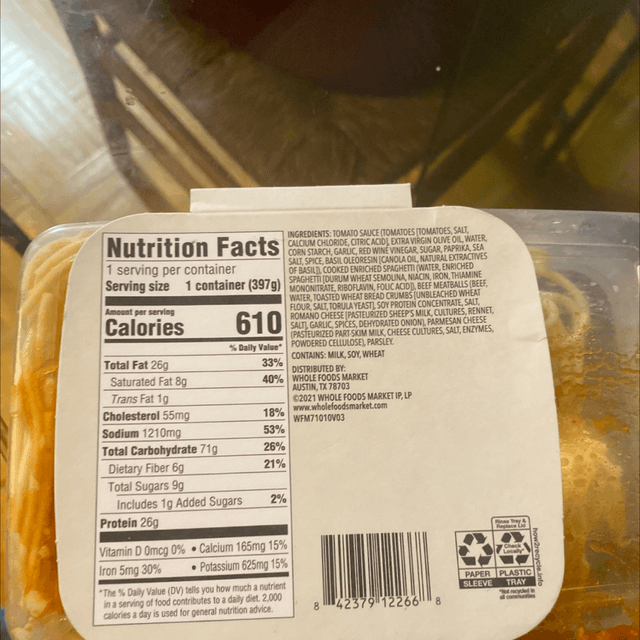 Nutrition Facts
1 serving per container
Serving size 1 container (397g)
Amount per serving
Calories 610
% Daily Value*
Total Fat 26g 33%
Saturated Fat 8g 40%
Trans Fat 1g
Cholesterol 55mg 18%
Sodium 1210mg 53%
Total Carbohydrate 71g 26%
Dietary Fiber 6g 21%
Total Sugars 9g
Includes 1g Added Sugars 2%
Protein 26g
Vitamin D 0mcg 0% • Calcium 165mg 15%
Iron 5mg 30% • Potassium 625mg 15%
*The % Daily Value (DV) tells you how much a nutrient
in a serving of food contributes to a daily diet. 2,000
calories a day is used for general nutrition advice.
INGREDIENTS: TOMATO SAUCE (TOMATOES [TOMATOES, SALT,
CALCIUM CHLORIDE, CITRIC ACID], EXTRA VIRGIN OLIVE OIL, WATER,
CORN STARCH, GARLIC, RED WINE VINEGAR, SUGAR, PAPRIKA, SEA
SALT, SPICE, BASIL OLEORESIN [CANOLA OIL, NATURAL EXTRACTIVES
OF BASIL]), COOKED ENRICHED SPAGHETTI (WATER, ENRICHED
SPAGHETTI [DURUM WHEAT SEMOLINA, NIACIN, IRON, THIAMINE
MONONITRATE, RIBOFLAVIN, FOLIC ACID]), BEEF MEATBALLS (BEEF,
WATER, TOASTED WHEAT BREAD CRUMBS [UNBLEACHED WHEAT
FLOUR, SALT, TORULA YEAST], SOY PROTEIN CONCENTRATE, SALT,
ROMANO CHEESE [PASTEURIZED SHEEP'S MILK, CULTURES, RENNET,
SALT], GARLIC, SPICES, DEHYDRATED ONION), PARMESAN CHEESE
(PASTEURIZED PART-SKIM MILK, CHEESE CULTURES, SALT, ENZYMES,
POWDERED CELLULOSE), PARSLEY.
CONTAINS: MILK, SOY, WHEAT
DISTRIBUTED BY:
WHOLE FOODS MARKET
AUSTIN, TX 78703
©2021 WHOLE FOODS MARKET IP, LP
www.wholefoodsmarket.com
WFM71010V03
8 42379 12266 8
Rinse Tray &
Replace Lid
Check
Locally*
PAPER PLASTIC
SLEEVE TRAY
*Not recycled in
all communities
how2recycle.info